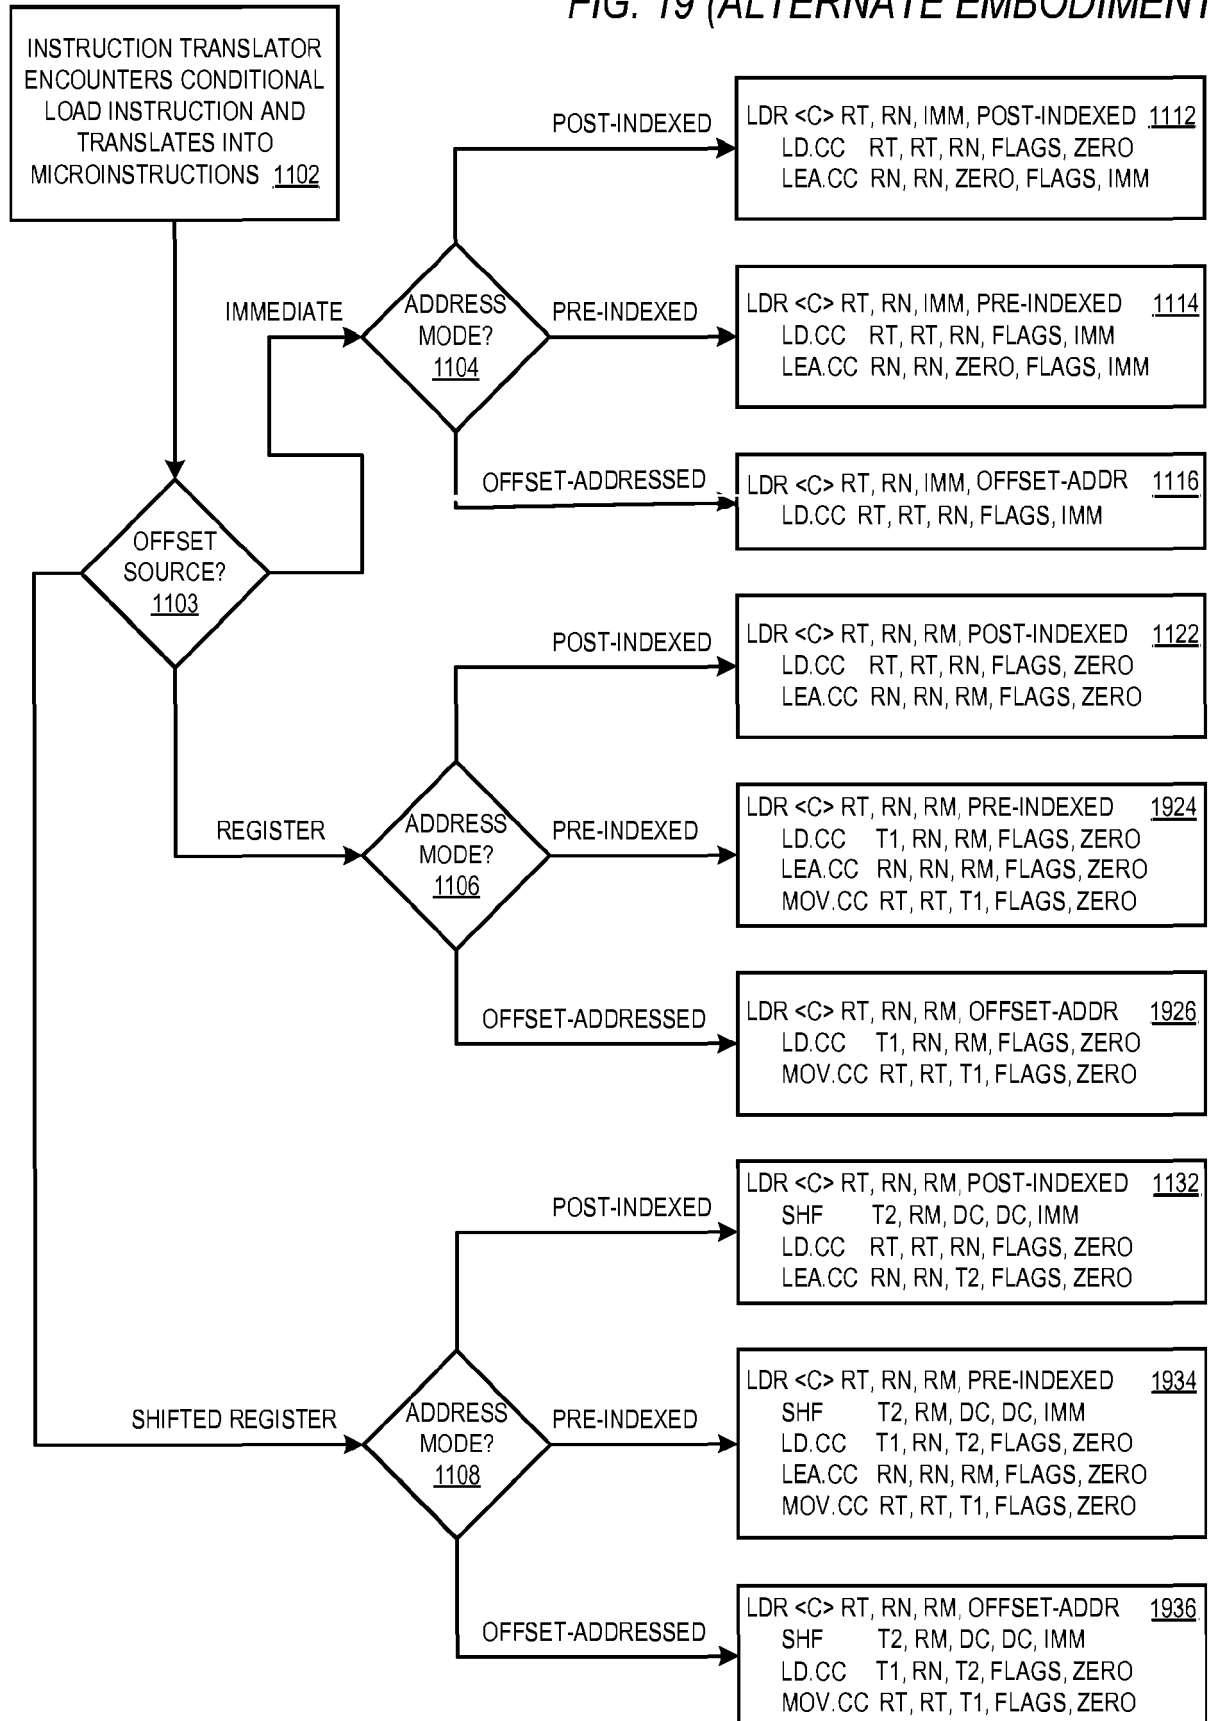 FIG. 19 (ALTERNATE EMBODIMENT
INSTRUCTION TRANSLATOR
ENCOUNTERS CONDITIONAL
LOAD INSTRUCTION AND
TRANSLATES INTO
MICROINSTRUCTIONS 1102
OFFSET
SOURCE?
1103
IMMEDIATE
ADDRESS
MODE?
1104
POST-INDEXED
LDR <C> RT, RN, IMM, POST-INDEXED 1112
LD.CC RT, RT, RN, FLAGS, ZERO
LEA.CC RN, RN, ZERO, FLAGS, IMM
PRE-INDEXED
LDR <C> RT, RN, IMM, PRE-INDEXED 1114
LD.CC RT, RT, RN, FLAGS, IMM
LEA.CC RN, RN, ZERO, FLAGS, IMM
OFFSET-ADDRESSED
LDR <C> RT, RN, IMM, OFFSET-ADDR 1116
LD.CC RT, RT, RN, FLAGS, IMM
REGISTER
ADDRESS
MODE?
1106
POST-INDEXED
LDR <C> RT, RN, RM, POST-INDEXED 1122
LD.CC RT, RT, RN, FLAGS, ZERO
LEA.CC RN, RN, RM, FLAGS, ZERO
PRE-INDEXED
LDR <C> RT, RN, RM, PRE-INDEXED 1924
LD.CC T1, RN, RM, FLAGS, ZERO
LEA.CC RN, RN, RM, FLAGS, ZERO
MOV.CC RT, RT, T1, FLAGS, ZERO
OFFSET-ADDRESSED
LDR <C> RT, RN, RM, OFFSET-ADDR 1926
LD.CC T1, RN, RM, FLAGS, ZERO
MOV.CC RT, RT, T1, FLAGS, ZERO
SHIFTED REGISTER
ADDRESS
MODE?
1108
POST-INDEXED
LDR <C> RT, RN, RM, POST-INDEXED 1132
SHF T2, RM, DC, DC, IMM
LD.CC RT, RT, RN, FLAGS, ZERO
LEA.CC RN, RN, T2, FLAGS, ZERO
PRE-INDEXED
LDR <C> RT, RN, RM, PRE-INDEXED 1934
SHF T2, RM, DC, DC, IMM
LD.CC T1, RN, T2, FLAGS, ZERO
LEA.CC RN, RN, RM, FLAGS, ZERO
MOV.CC RT, RT, T1, FLAGS, ZERO
OFFSET-ADDRESSED
LDR <C> RT, RN, RM, OFFSET-ADDR 1936
SHF T2, RM, DC, DC, IMM
LD.CC T1, RN, T2, FLAGS, ZERO
MOV.CC RT, RT, T1, FLAGS, ZERO